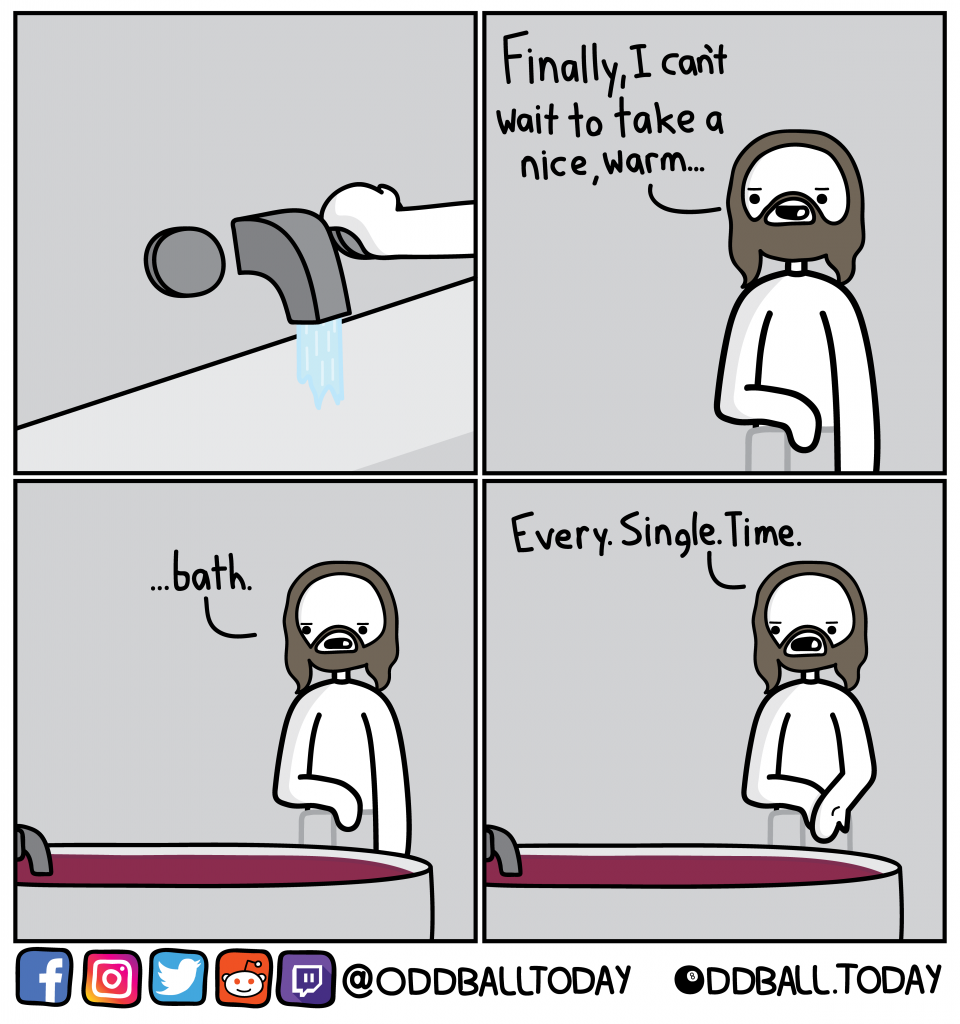 Finally, I can't
wait to take a
nice, warm...
...bath.
Every. Single. Time.
@ODDBALLTODAY
ODDBALL.TODAY